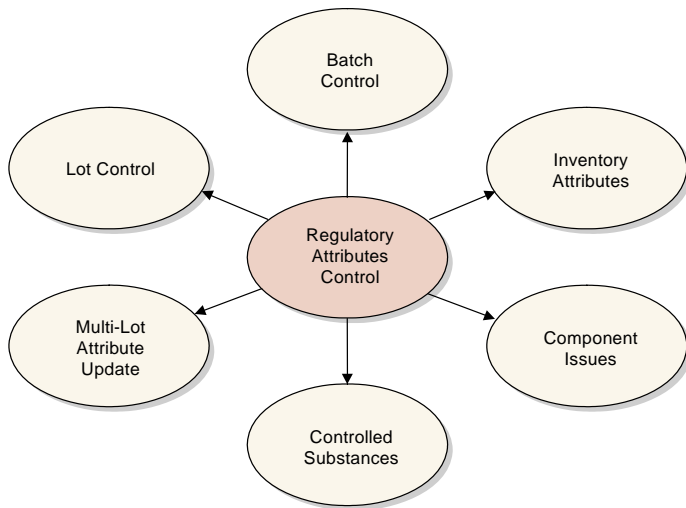 Batch
Control
Lot Control
Inventory
Attributes
Regulatory
Attributes
Control
Multi-Lot
Attribute
Update
Component
Issues
Controlled
Substances